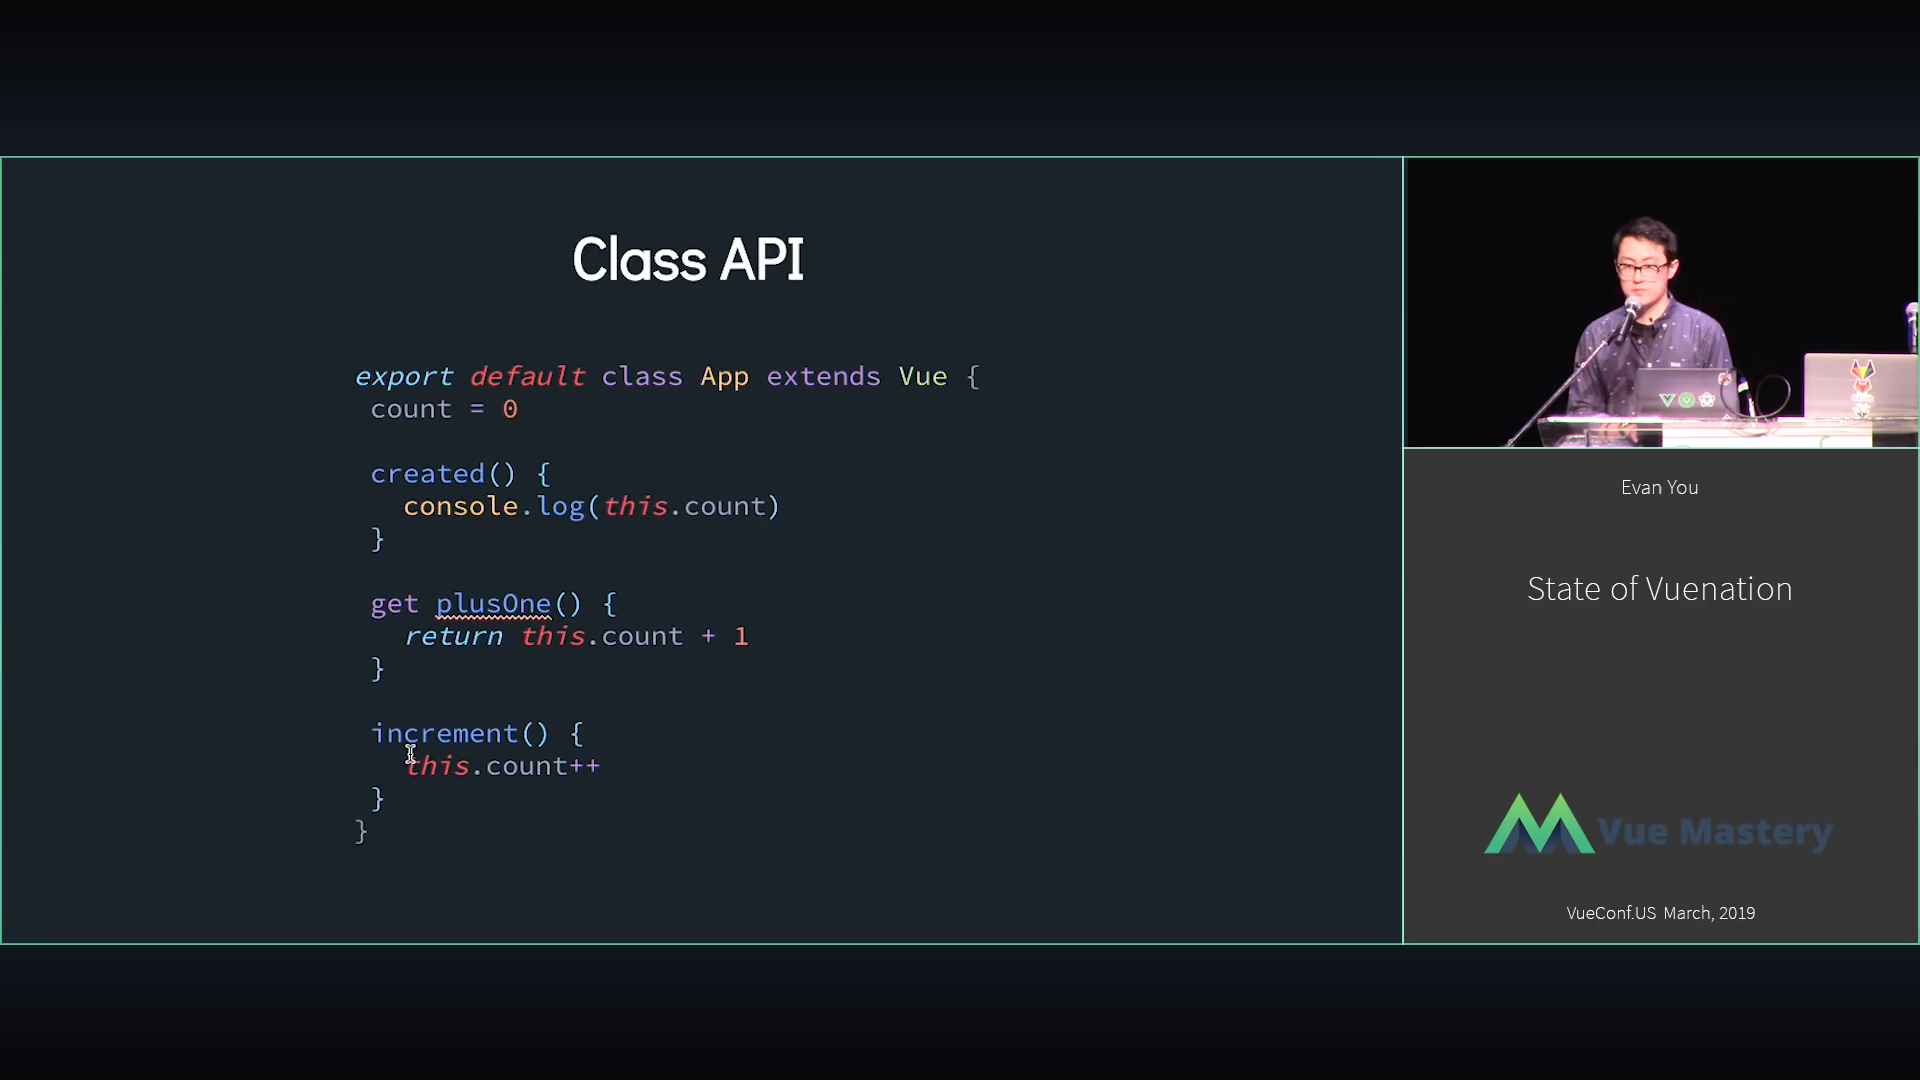 Class API
export default class App extends Vue {
count = 0
created() {
console.log(this.count)
}
get plusOne() {
return this.count + 1
}
increment() {
this.count++
}
}
Evan You
State of Vuenation
Vue Mastery
VueConf.US March, 2019